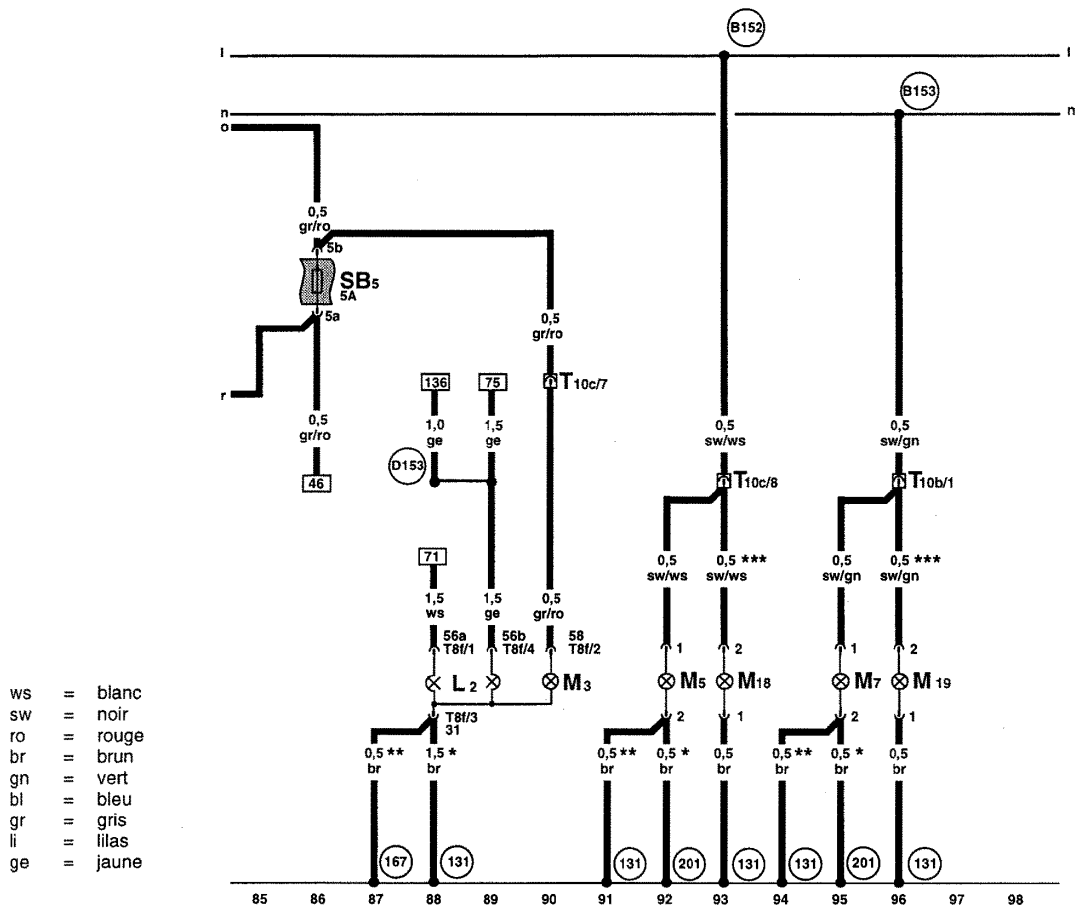 B152
l l
B153
n n
o
0,5
gr/ro
5b
SB5
5A
5a
0,5
gr/ro
r
136 75 T10c/7
0,5
gr/ro
1,0 1,5
ge ge
0,5 0,5
sw/ws sw/gn
D153
46
T10c/8 T10b/1
71
0,5 0,5 *** 0,5 0,5 ***
sw/ws sw/ws sw/gn sw/gn
1,5 1,5 0,5
ws ge gr/ro
56a 56b 58
T8f/1 T8f/4 T8f/2
1 2 1 2
L2 M3 M5 M18 M7 M19
T8f/3
31
2 1 2 1
0,5 ** 1,5 * 0,5 ** 0,5 * 0,5 0,5 ** 0,5 * 0,5
br br br br br br br br
ws = blanc
sw = noir
ro = rouge
br = brun
gn = vert
bl = bleu
gr = gris
li = lilas
ge = jaune
167 131 131 201 131 131 201 131
85 86 87 88 89 90 91 92 93 94 95 96 97 98